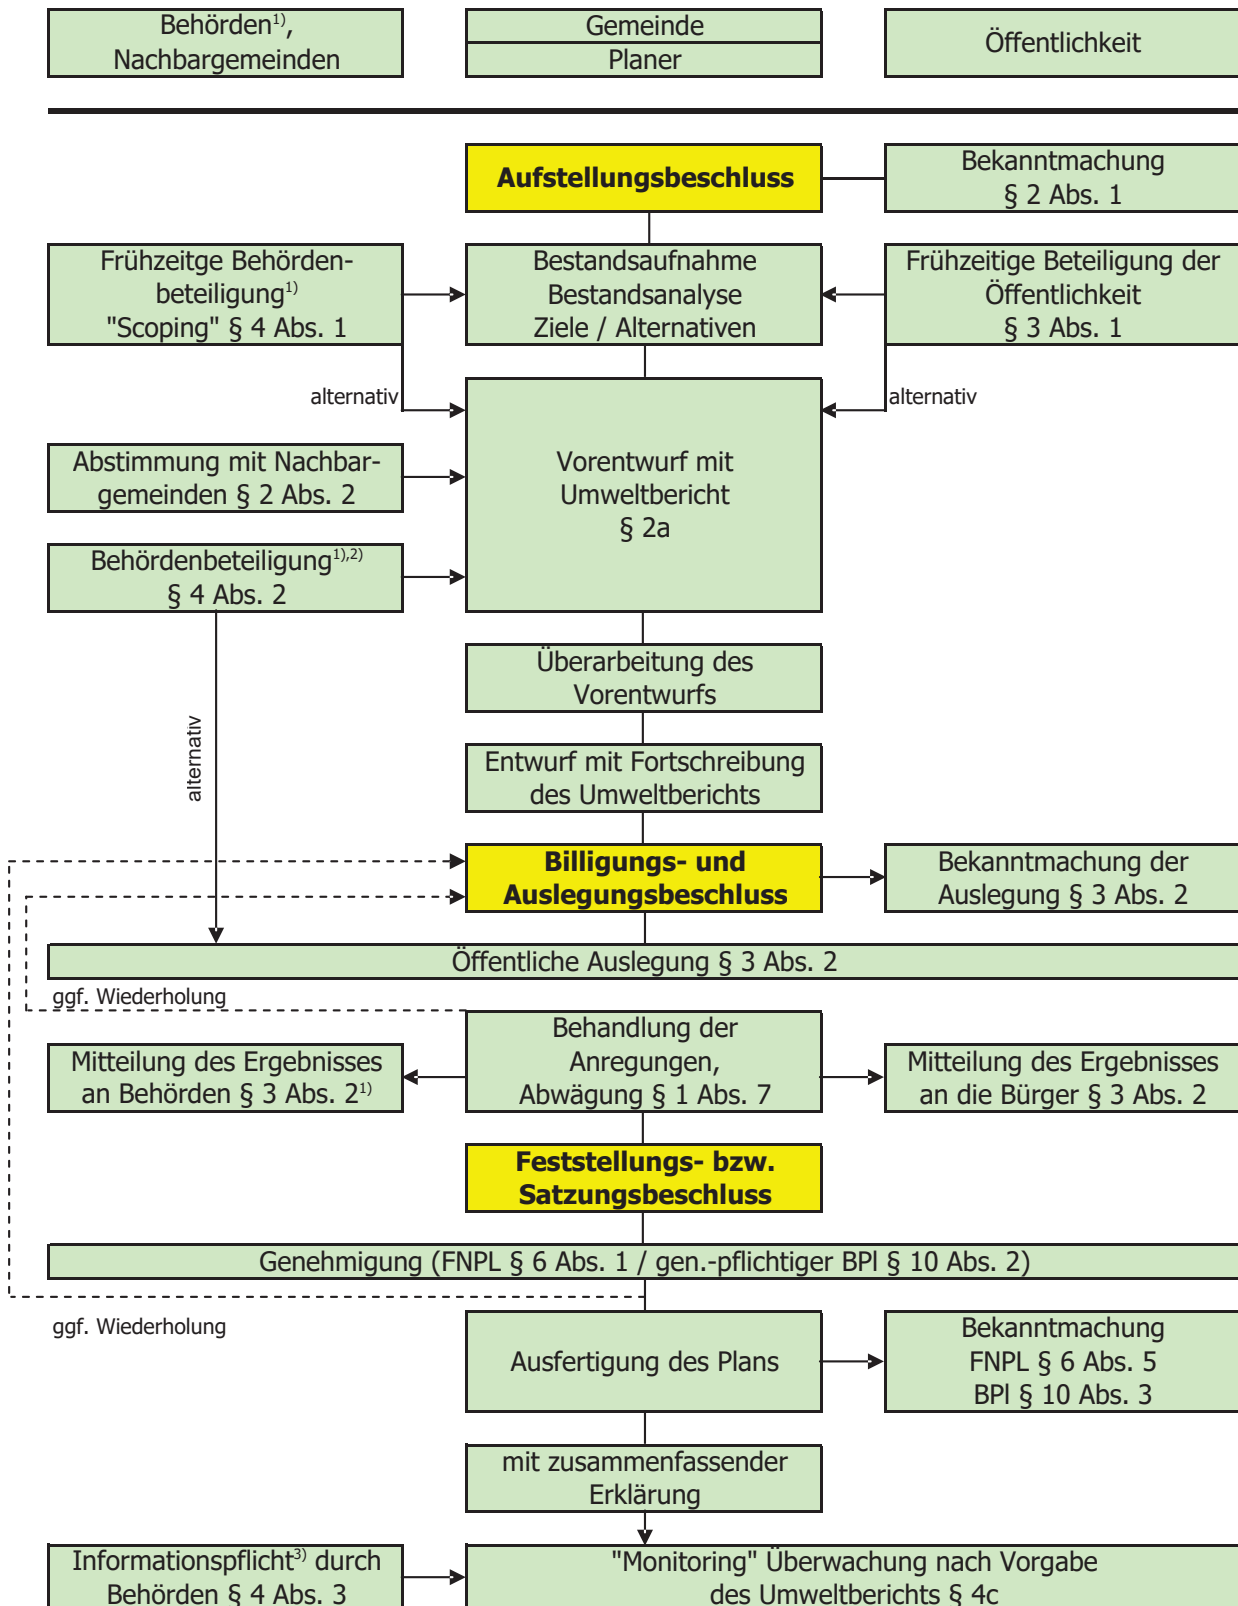 Behörden1),
Nachbargemeinden
Gemeinde
Planer
Öffentlichkeit
Aufstellungsbeschluss
Bekanntmachung
§ 2 Abs. 1
Frühzeitge Behörden-
beteiligung1)
"Scoping" § 4 Abs. 1
Bestandsaufnahme
Bestandsanalyse
Ziele / Alternativen
Frühzeitige Beteiligung der
Öffentlichkeit
§ 3 Abs. 1
alternativ
alternativ
Abstimmung mit Nachbar-
gemeinden § 2 Abs. 2
Vorentwurf mit
Umweltbericht
§ 2a
Behördenbeteiligung1),2)
§ 4 Abs. 2
alternativ
Überarbeitung des
Vorentwurfs
Entwurf mit Fortschreibung
des Umweltberichts
Billigungs- und
Auslegungsbeschluss
Bekanntmachung der
Auslegung § 3 Abs. 2
Öffentliche Auslegung § 3 Abs. 2
ggf. Wiederholung
Behandlung der
Anregungen,
Abwägung § 1 Abs. 7
Mitteilung des Ergebnisses
an Behörden § 3 Abs. 21)
Mitteilung des Ergebnisses
an die Bürger § 3 Abs. 2
Feststellungs- bzw.
Satzungsbeschluss
Genehmigung (FNPL § 6 Abs. 1 / gen.-pflichtiger BPl § 10 Abs. 2)
ggf. Wiederholung
Ausfertigung des Plans
Bekanntmachung
FNPL § 6 Abs. 5
BPl § 10 Abs. 3
mit zusammenfassender
Erklärung
Informationspflicht3) durch
Behörden § 4 Abs. 3
"Monitoring" Überwachung nach Vorgabe
des Umweltberichts § 4c